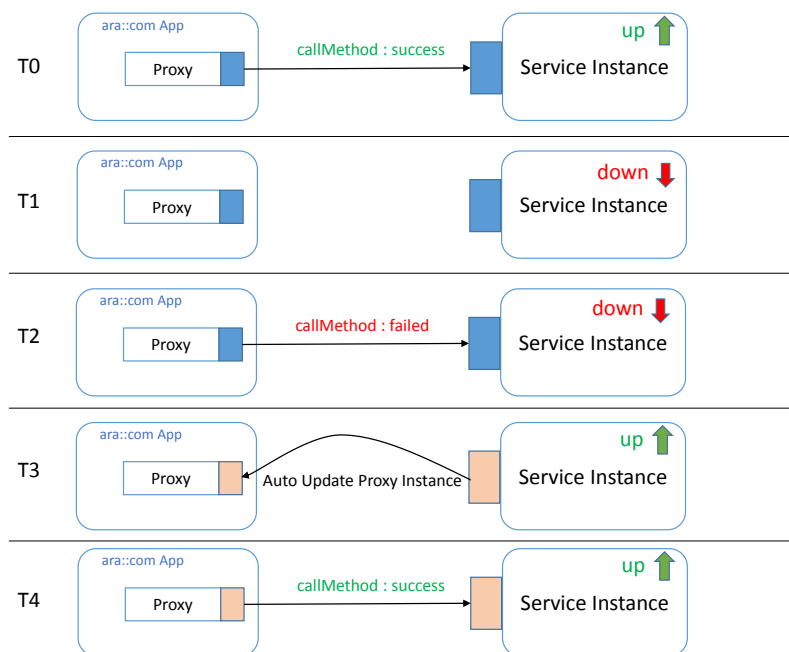 ara::com App
up
T0
Proxy
callMethod : success
Service Instance
ara::com App
down
T1
Proxy
Service Instance
ara::com App
down
T2
Proxy
callMethod : failed
Service Instance
ara::com App
up
T3
Proxy
Auto Update Proxy Instance
Service Instance
ara::com App
up
T4
Proxy
callMethod : success
Service Instance